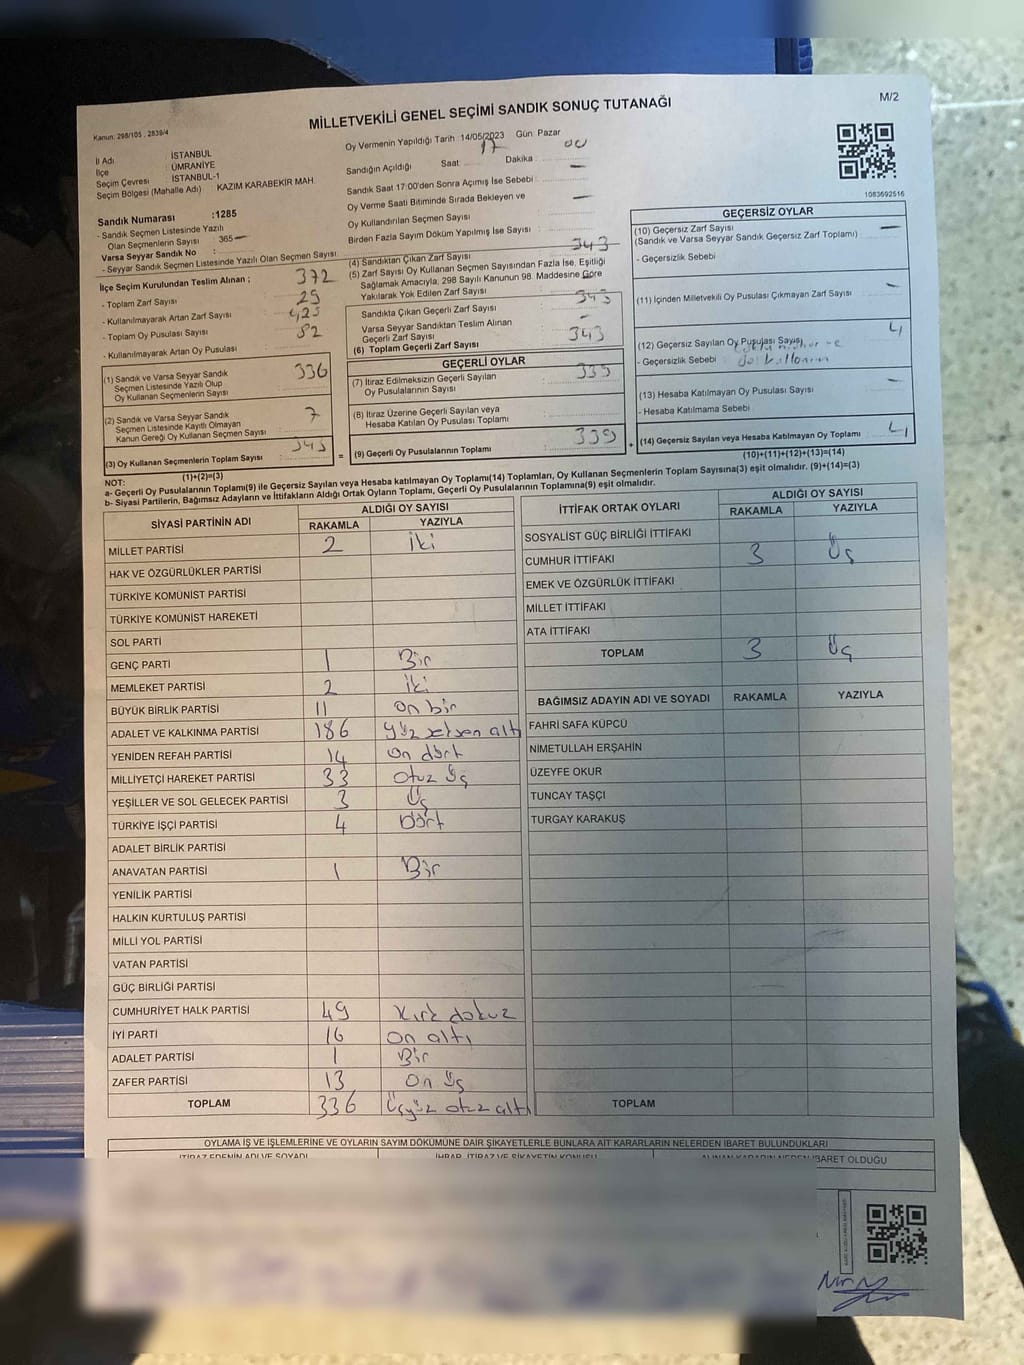 M/2
MİLLETVEKİLİ GENEL SEÇİMİ SANDIK SONUÇ TUTANAĞI
Kanun: 298/105 , 2839/4
İl Adı : İSTANBUL
İlçe : ÜMRANİYE
Seçim Çevresi : İSTANBUL-1
Seçim Bölgesi (Mahalle Adı) : KAZIM KARABEKİR MAH.
Sandık Numarası :1285
- Sandık Seçmen Listesinde Yazılı
Olan Seçmenlerin Sayısı : 365
Varsa Seyyar Sandık No :
- Seyyar Sandık Seçmen Listesinde Yazılı Olan Seçmen Sayısı :
Oy Vermenin Yapıldığı Tarih :14/05/2023 Gün: Pazar
Sandığın Açıldığı Saat : 17 Dakika : 00
Sandık Saat 17:00'den Sonra Açımış İse Sebebi : —
Oy Verme Saati Bitiminde Sırada Bekleyen ve
Oy Kullandırılan Seçmen Sayısı : —
Birden Fazla Sayım Döküm Yapılmış İse Sayısı :
1083692516
İlçe Seçim Kurulundan Teslim Alınan ;
- Toplam Zarf Sayısı : 372
- Kullanılmayarak Artan Zarf Sayısı : 29
- Toplam Oy Pusulası Sayısı : 423
- Kullanılmayarak Artan Oy Pusulası : 82
(1) Sandık ve Varsa Seyyar Sandık
Seçmen Listesinde Yazılı Olup
Oy Kullanan Seçmenlerin Sayısı : 336
(2) Sandık ve Varsa Seyyar Sandık
Seçmen Listesinde Kayıtlı Olmayan
Kanun Gereği Oy Kullanan Seçmen Sayısı : 7
(3) Oy Kullanan Seçmenlerin Toplam Sayısı : 343
(1)+(2)=(3)
(4) Sandıktan Çıkan Zarf Sayısı : 343
(5) Zarf Sayısı Oy Kullanan Seçmen Sayısından Fazla İse, Eşitliği
Sağlamak Amacıyla, 298 Sayılı Kanunun 98. Maddesine Göre
Yakılarak Yok Edilen Zarf Sayısı : —
Sandıkta Çıkan Geçerli Zarf Sayısı : 343
Varsa Seyyar Sandıktan Teslim Alınan
Geçerli Zarf Sayısı : —
(6) Toplam Geçerli Zarf Sayısı : 343
GEÇERLİ OYLAR
(7) İtiraz Edilmeksizin Geçerli Sayılan
Oy Pusulalarının Sayısı : 339
(8) İtiraz Üzerine Geçerli Sayılan veya
Hesaba Katılan Oy Pusulası Toplamı :
= (9) Geçerli Oy Pusulalarının Toplamı : 339 +
GEÇERSİZ OYLAR
(10) Geçersiz Zarf Sayısı
(Sandık ve Varsa Seyyar Sandık Geçersiz Zarf Toplamı) : —
- Geçersizlik Sebebi
(11) İçinden Milletvekili Oy Pusulası Çıkmayan Zarf Sayısı : —
(12) Geçersiz Sayılan Oy Pusulası Sayısı : 4
- Geçersizlik Sebebi :
(13) Hesaba Katılmayan Oy Pusulası Sayısı : —
- Hesaba Katılmama Sebebi
(14) Geçersiz Sayılan veya Hesaba Katılmayan Oy Toplamı : 4
(10)+(11)+(12)+(13)=(14)
NOT:
a- Geçerli Oy Pusulalarının Toplamı(9) ile Geçersiz Sayılan veya Hesaba katılmayan Oy Toplamı(14) Toplamları, Oy Kullanan Seçmenlerin Toplam Sayısına(3) eşit olmalıdır. (9)+(14)=(3)
b- Siyasi Partilerin, Bağımsız Adayların ve İttifakların Aldığı Ortak Oyların Toplamı, Geçerli Oy Pusulalarının Toplamına(9) eşit olmalıdır.
SİYASİ PARTİNİN ADI ALDIĞI OY SAYISI
RAKAMLA YAZIYLA
MİLLET PARTİSİ 2 iki
HAK VE ÖZGÜRLÜKLER PARTİSİ
TÜRKİYE KOMÜNİST PARTİSİ
TÜRKİYE KOMÜNİST HAREKETİ
SOL PARTİ
GENÇ PARTİ 1 Bir
MEMLEKET PARTİSİ 2 iki
BÜYÜK BİRLİK PARTİSİ 11 on bir
ADALET VE KALKINMA PARTİSİ 186 yüz seksen altı
YENİDEN REFAH PARTİSİ 14 on dört
MİLLİYETÇİ HAREKET PARTİSİ 33 otuz üç
YEŞİLLER VE SOL GELECEK PARTİSİ 3 Üç
TÜRKİYE İŞÇİ PARTİSİ 4 Dört
ADALET BİRLİK PARTİSİ
ANAVATAN PARTİSİ 1 Bir
YENİLİK PARTİSİ
HALKIN KURTULUŞ PARTİSİ
MİLLİ YOL PARTİSİ
VATAN PARTİSİ
GÜÇ BİRLİĞİ PARTİSİ
CUMHURİYET HALK PARTİSİ 49 Kırk dokuz
İYİ PARTİ 16 on altı
ADALET PARTİSİ 1 Bir
ZAFER PARTİSİ 13 on üç
TOPLAM 336 Üçyüz otuz altı
İTTİFAK ORTAK OYLARI ALDIĞI OY SAYISI
RAKAMLA YAZIYLA
SOSYALİST GÜÇ BİRLİĞİ İTTİFAKI
CUMHUR İTTİFAKI 3 Üç
EMEK VE ÖZGÜRLÜK İTTİFAKI
MİLLET İTTİFAKI
ATA İTTİFAKI
TOPLAM 3 Üç
BAĞIMSIZ ADAYIN ADI VE SOYADI RAKAMLA YAZIYLA
FAHRİ SAFA KÜPCÜ
NİMETULLAH ERŞAHİN
ÜZEYFE OKUR
TUNCAY TAŞÇI
TURGAY KARAKUŞ
TOPLAM
OYLAMA İŞ VE İŞLEMLERİNE VE OYLARIN SAYIM DÖKÜMÜNE DAİR ŞİKAYETLERLE BUNLARA AİT KARARLARIN NELERDEN İBARET BULUNDUKLARI
İTİRAZ EDENİN ADI VE SOYADI İHBAR, İTİRAZ VE ŞİKAYETİN KONUSU ALINAN KARARIN NEDEN İBARET OLDUĞU